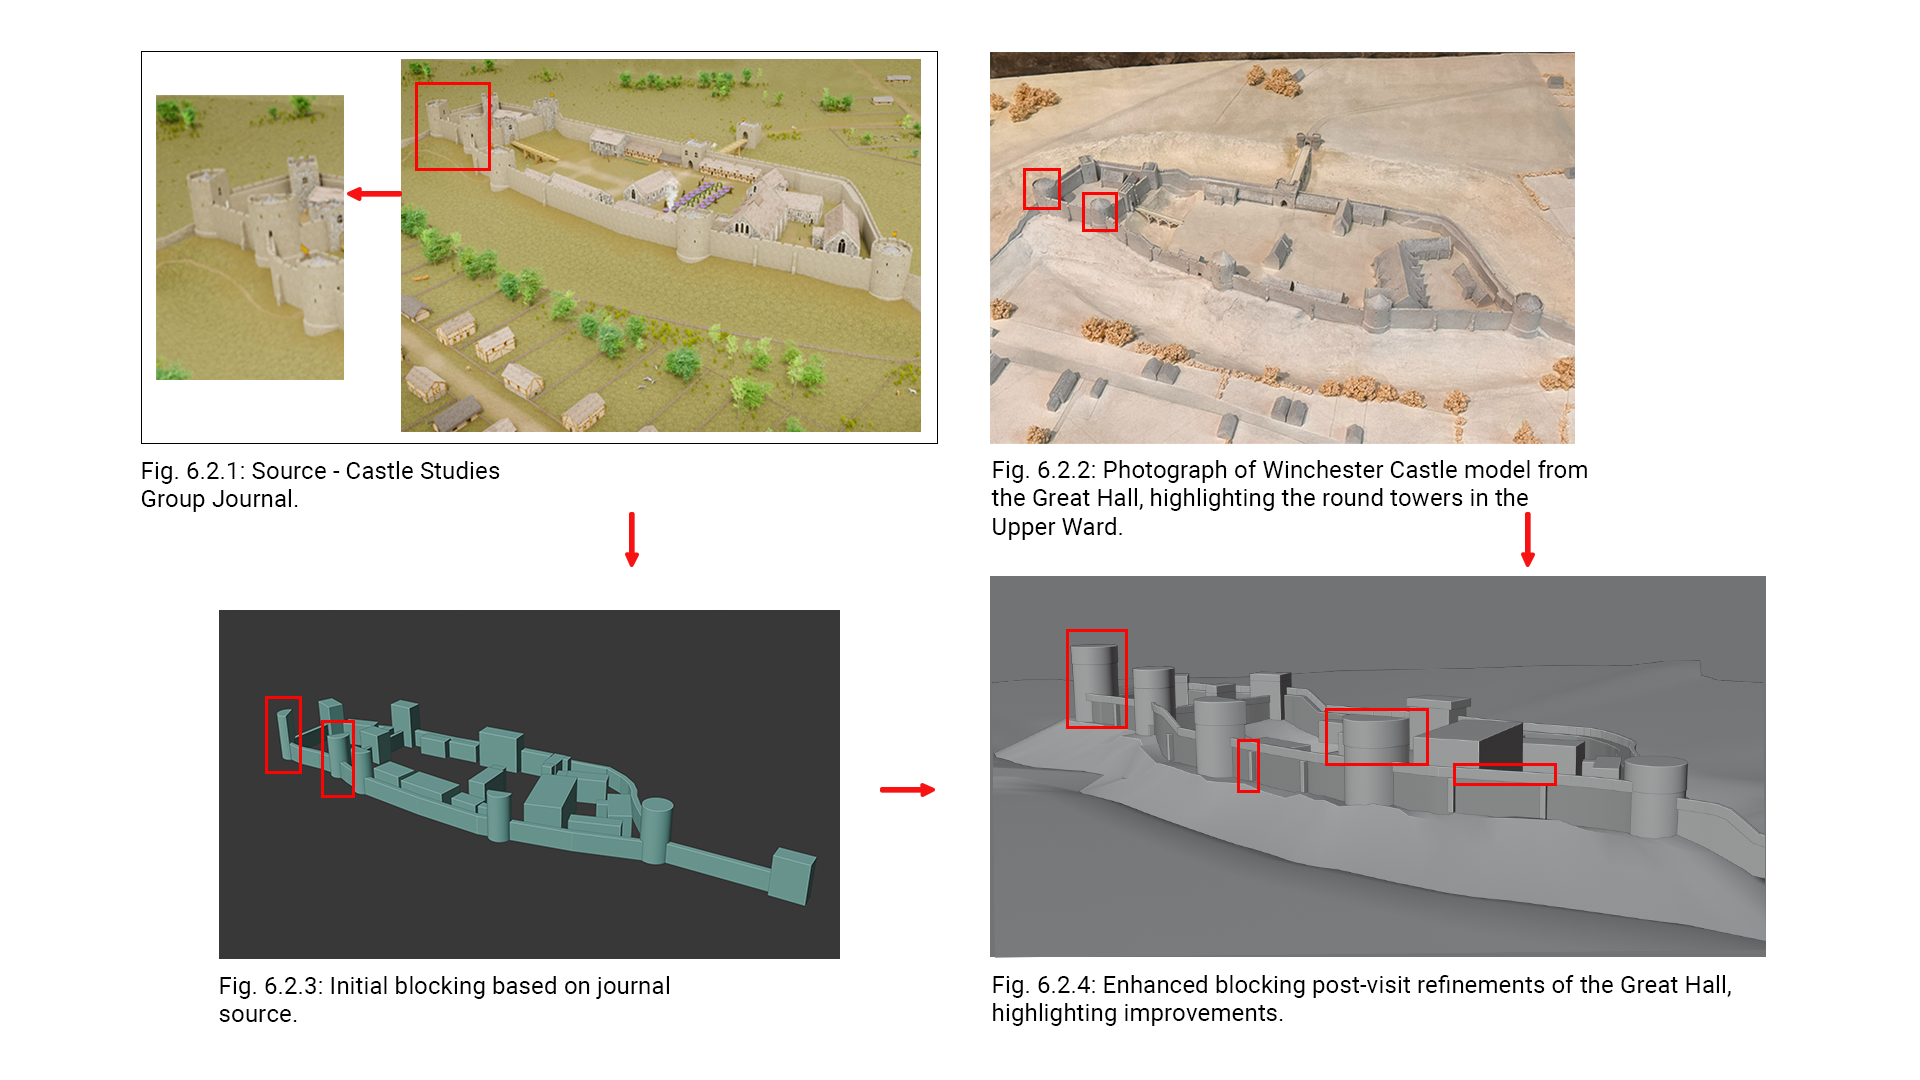 Fig. 6.2.1: Source - Castle Studies
Group Journal.
Fig. 6.2.2: Photograph of Winchester Castle model from
the Great Hall, highlighting the round towers in the
Upper Ward.
Fig. 6.2.3: Initial blocking based on journal
source.
Fig. 6.2.4: Enhanced blocking post-visit refinements of the Great Hall,
highlighting improvements.